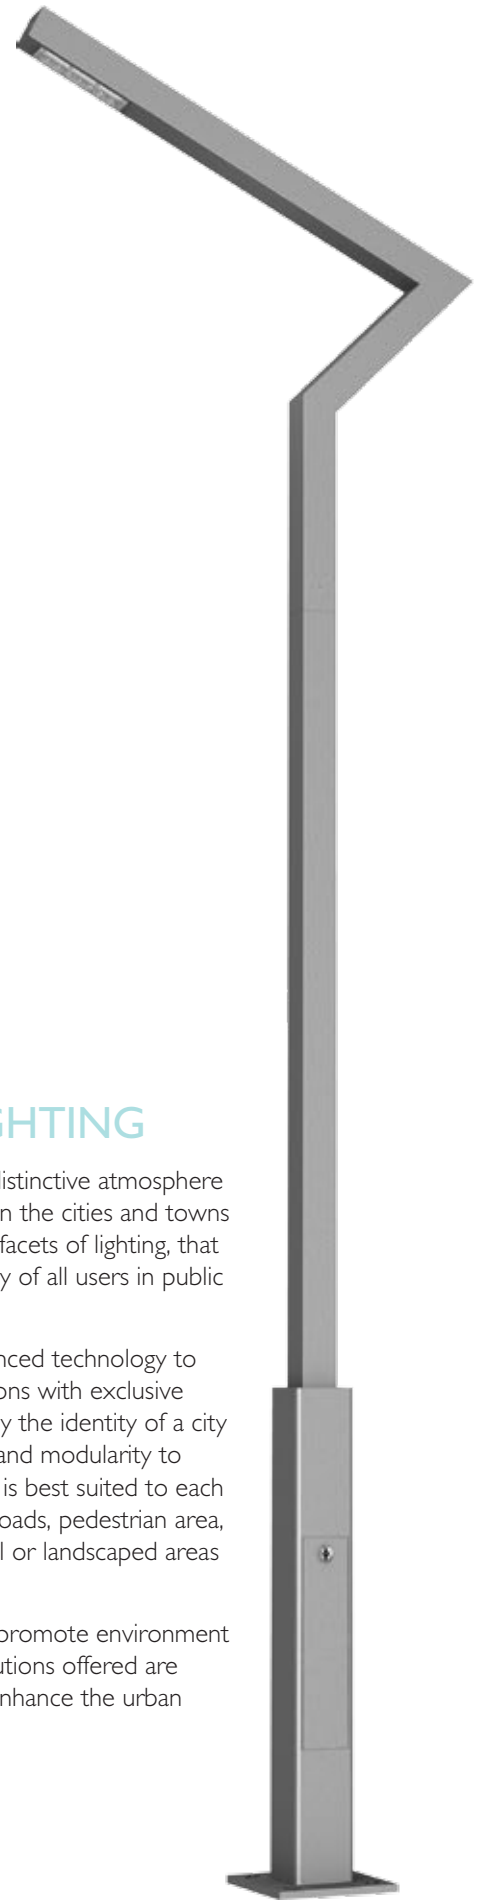 GHTING
distinctive atmosphere
n the cities and towns
facets of lighting, that
y of all users in public
nced technology to
ons with exclusive
y the identity of a city
and modularity to
is best suited to each
oads, pedestrian area,
l or landscaped areas
promote environment
utions offered are
nhance the urban